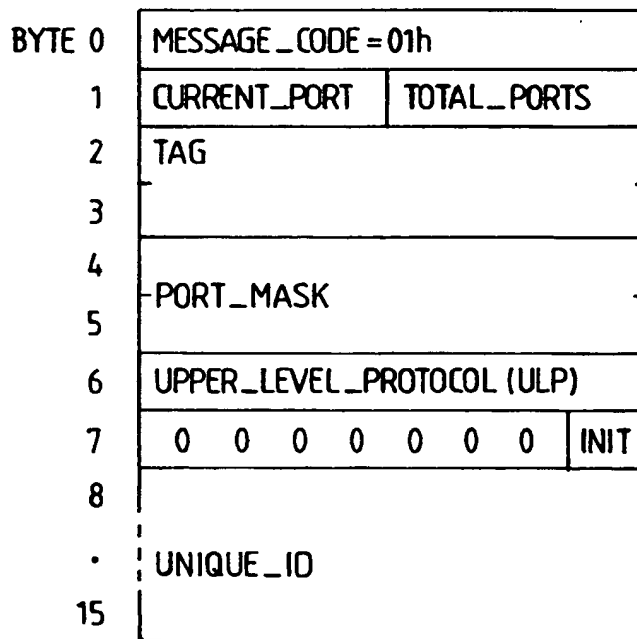 BYTE 0 MESSAGE_CODE = 01h
1 CURRENT_PORT TOTAL_PORTS
2 TAG
3
4
PORT_MASK
5
6 UPPER_LEVEL_PROTOCOL (ULP)
7 0 0 0 0 0 0 0 INIT
8
• UNIQUE_ID
15